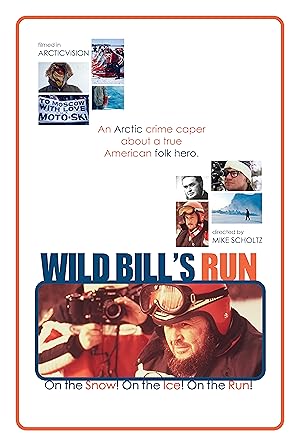 filmed in
ARCTICVISION
TO MOSCOW
WITH LOVE
MOTO-SKI
An Arctic crime caper
about a true
American folk hero.
directed by
MIKE SCHOLTZ
WILD BILL'S RUN
On the Snow! On the Ice! On the Run!